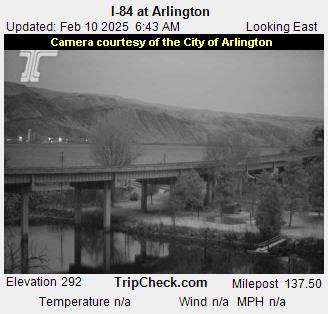 I-84 at Arlington
Updated: Feb 10 2025 6:43 AM Looking East
Camera courtesy of the City of Arlington
Elevation 292 TripCheck.com Milepost 137.50
Temperature n/a Wind n/a MPH n/a